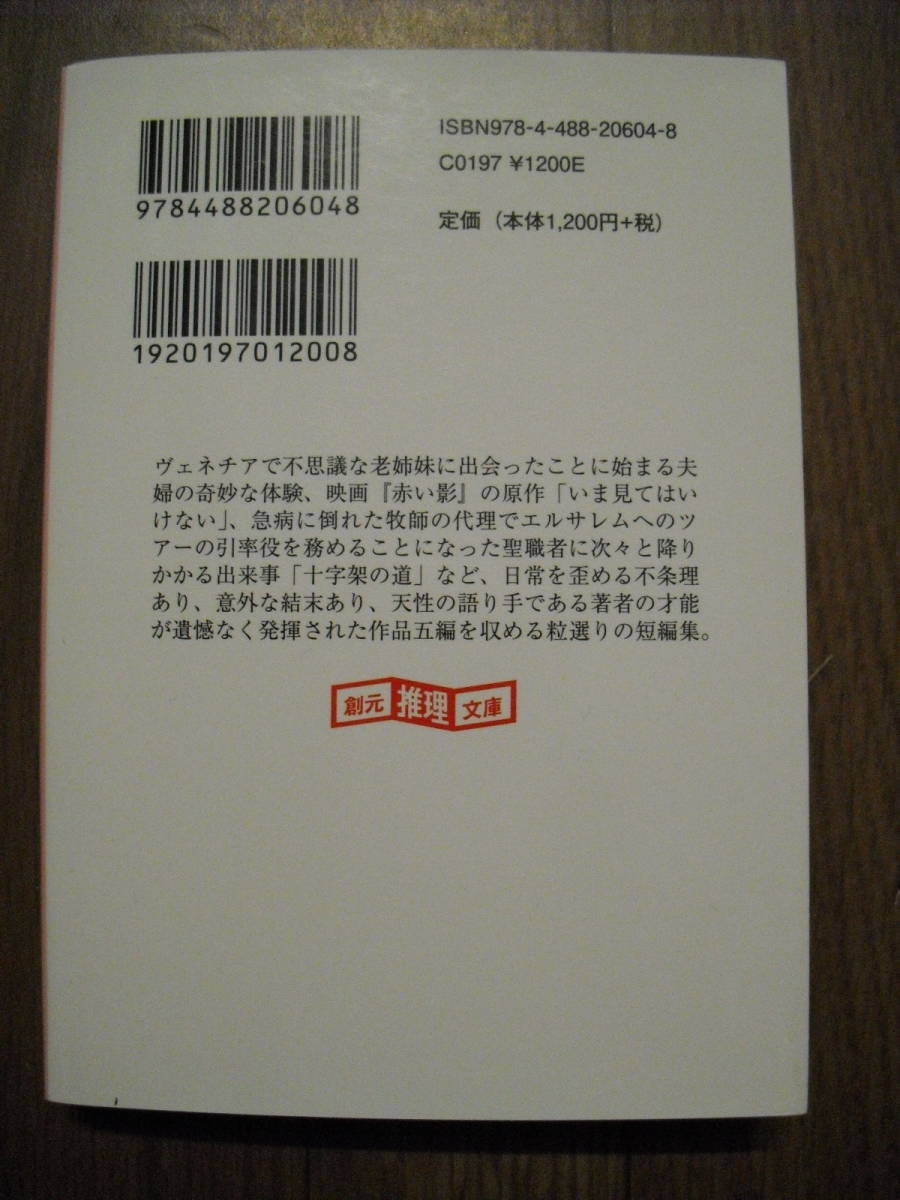 ISBN978-4-488-20604-8
C0197 ¥1200E
定価（本体1,200円+税）
9784488206048
1920197012008
ヴェネチアで不思議な老姉妹に出会ったことに始まる夫
婦の奇妙な体験、映画『赤い影』の原作「いま見てはい
けない」、急病に倒れた牧師の代理でエルサレムへのツ
アーの引率役を務めることになった聖職者に次々と降り
かかる出来事「十字架の道」など、日常を歪める不条理
あり、意外な結末あり、天性の語り手である著者の才能
が遺憾なく発揮された作品五編を収める粒選りの短編集。
創元 推理 文庫